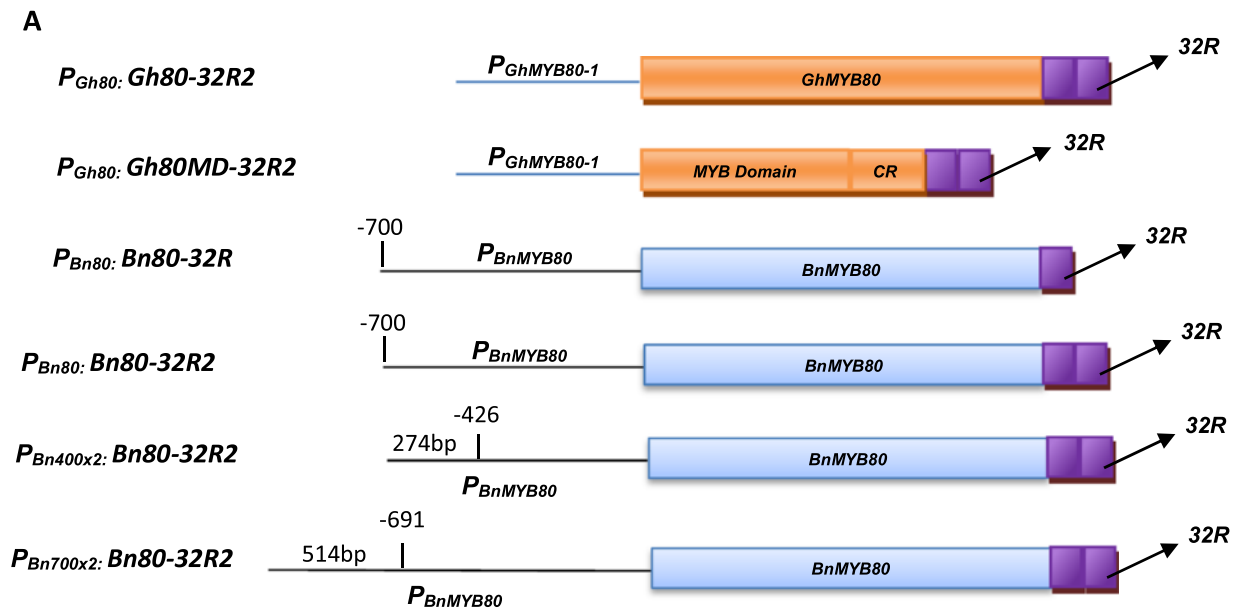 A
PGh80: Gh80-32R2
PGhMYB80-1
GhMYB80
32R
PGh80: Gh80MD-32R2
PGhMYB80-1
MYB Domain
CR
32R
PBn80: Bn80-32R
-700
PBnMYB80
BnMYB80
32R
PBn80: Bn80-32R2
-700
PBnMYB80
BnMYB80
32R
PBn400x2: Bn80-32R2
274bp
-426
PBnMYB80
BnMYB80
32R
PBn700x2: Bn80-32R2
514bp
-691
PBnMYB80
BnMYB80
32R